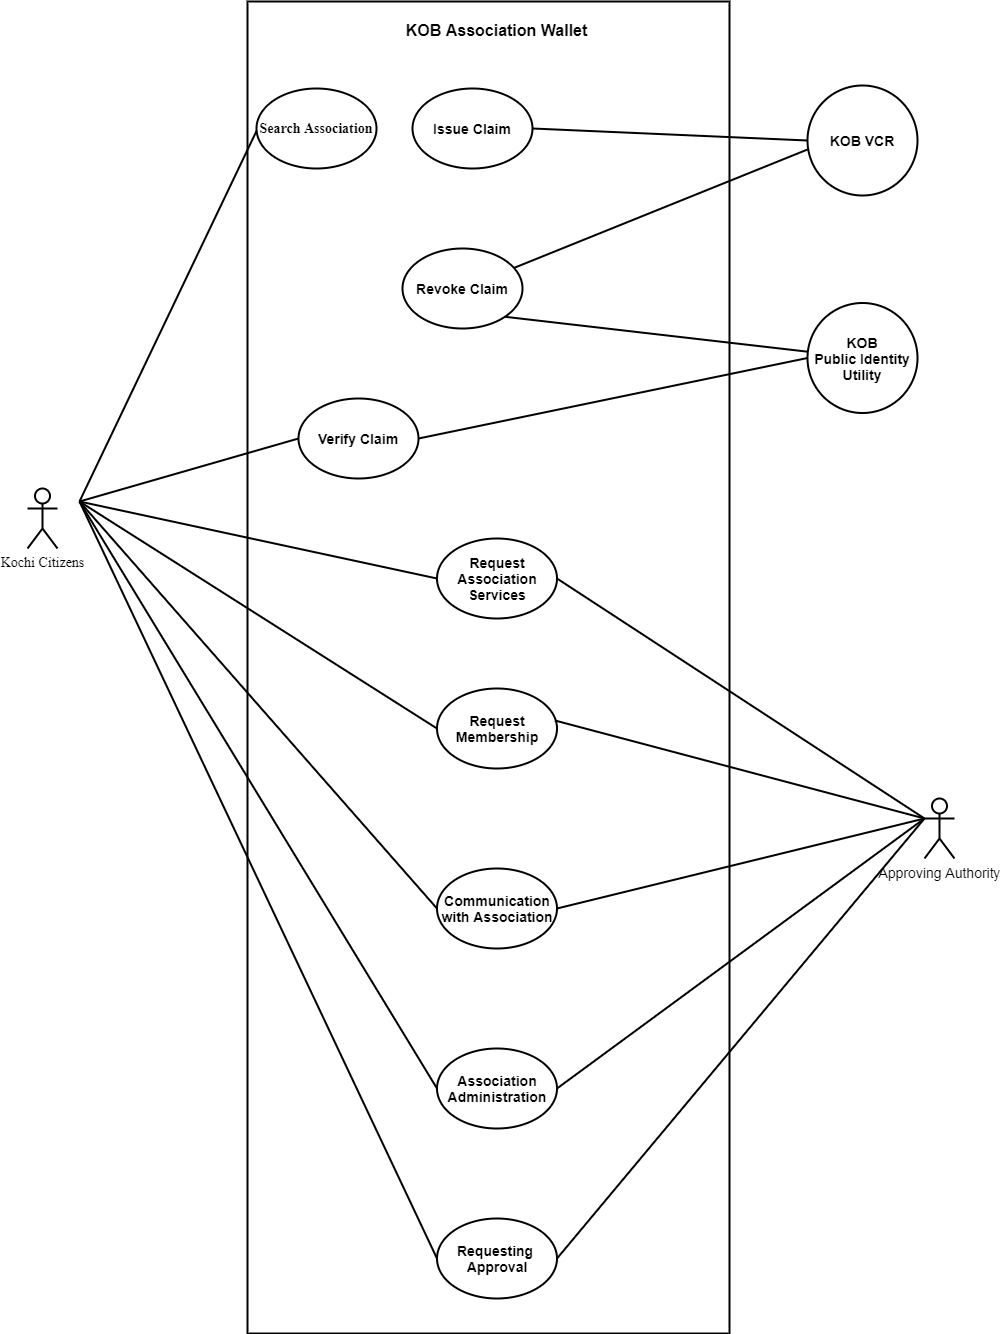 KOB Association Wallet
Search Association
Issue Claim
KOB VCR
Revoke Claim
KOB
Public Identity
Utility
Verify Claim
Kochi Citizens
Request
Association
Services
Request
Membership
Approving Authority
Communication
with Association
Association
Administration
Requesting
Approval